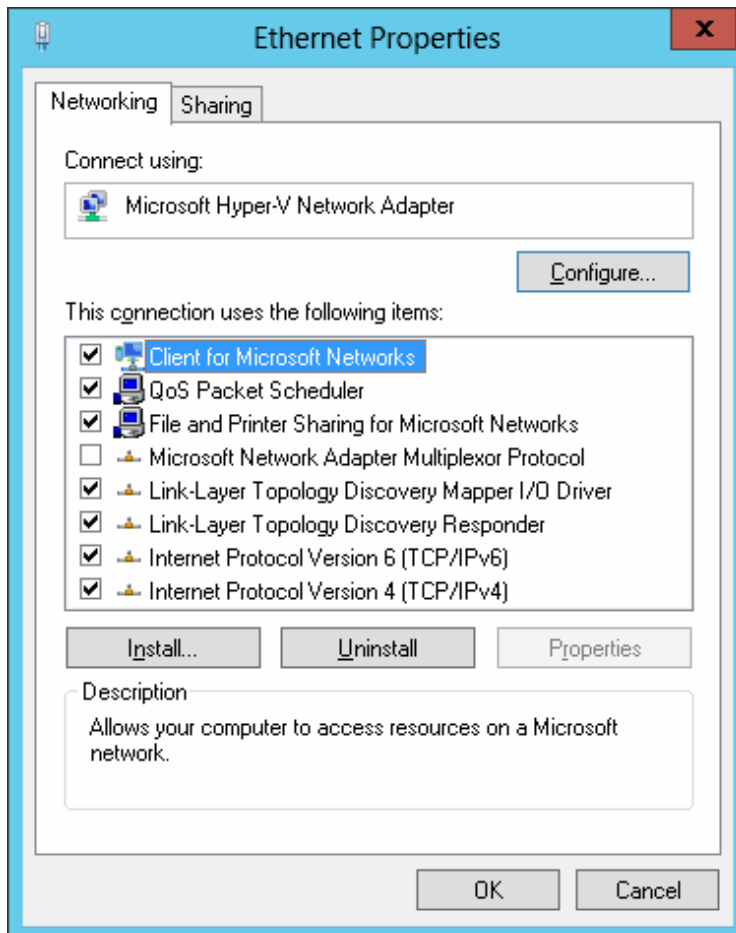 Ethernet Properties
x
Networking
Sharing
Connect using:
Microsoft Hyper-V Network Adapter
Configure...
This connection uses the following items:
Client for Microsoft Networks
QoS Packet Scheduler
File and Printer Sharing for Microsoft Networks
Microsoft Network Adapter Multiplexor Protocol
Link-Layer Topology Discovery Mapper I/O Driver
Link-Layer Topology Discovery Responder
Internet Protocol Version 6 (TCP/IPv6)
Internet Protocol Version 4 (TCP/IPv4)
Install...
Uninstall
Properties
Description
Allows your computer to access resources on a Microsoft
network.
OK
Cancel